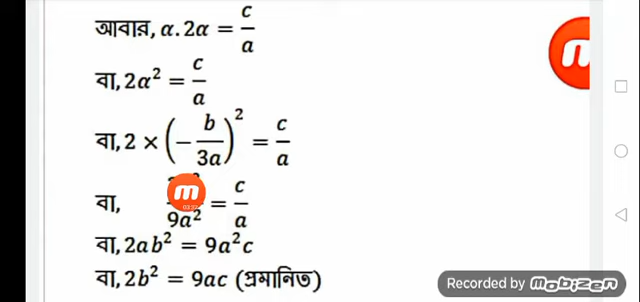 আবার, α. 2α = c/a
বা, 2α² = c/a
বা, 2 × (− b/3a)² = c/a
বা, /9a² = c/a
বা, 2ab² = 9a²c
বা, 2b² = 9ac (প্রমানিত)
Recorded by mobizen